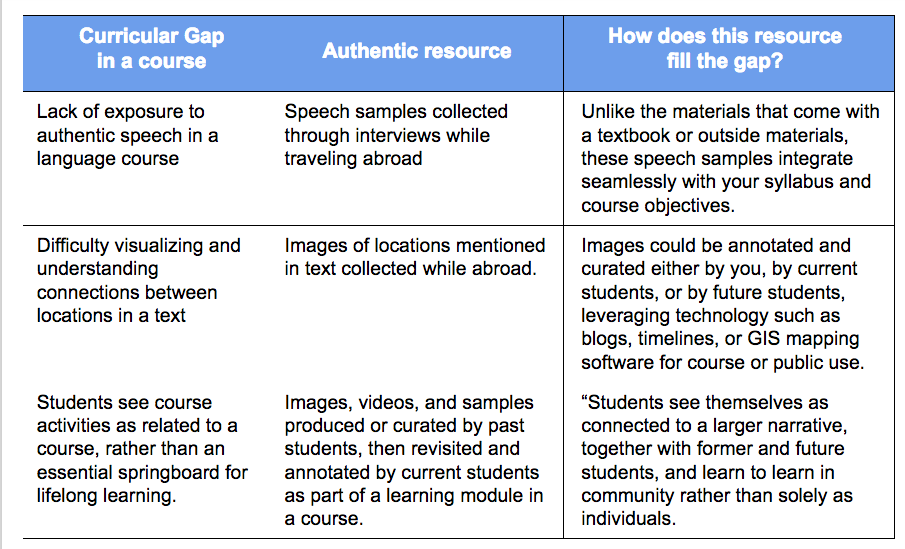 Curricular Gap
in a course
Authentic resource
How does this resource
fill the gap?
Lack of exposure to
authentic speech in a
language course
Speech samples collected
through interviews while
traveling abroad
Unlike the materials that come with
a textbook or outside materials,
these speech samples integrate
seamlessly with your syllabus and
course objectives.
Difficulty visualizing and
understanding
connections between
locations in a text
Images of locations mentioned
in text collected while abroad.
Images could be annotated and
curated either by you, by current
students, or by future students,
leveraging technology such as
blogs, timelines, or GIS mapping
software for course or public use.
Students see course
activities as related to a
course, rather than an
essential springboard for
lifelong learning.
Images, videos, and samples
produced or curated by past
students, then revisited and
annotated by current students
as part of a learning module in
a course.
“Students see themselves as
connected to a larger narrative,
together with former and future
students, and learn to learn in
community rather than solely as
individuals.